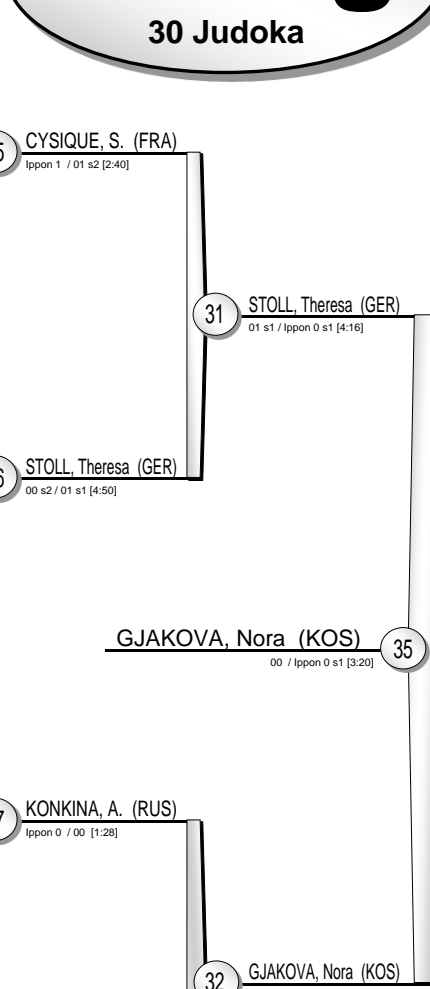 30 Judoka
CYSIQUE, S. (FRA)
Ippon 1 / 01 s2 [2:40]
31
STOLL, Theresa (GER)
01 s1 / Ippon 0 s1 [4:16]
STOLL, Theresa (GER)
00 s2 / 01 s1 [4:50]
GJAKOVA, Nora (KOS)
00 / Ippon 0 s1 [3:20]
35
KONKINA, A. (RUS)
Ippon 0 / 00 [1:28]
32
GJAKOVA, Nora (KOS)